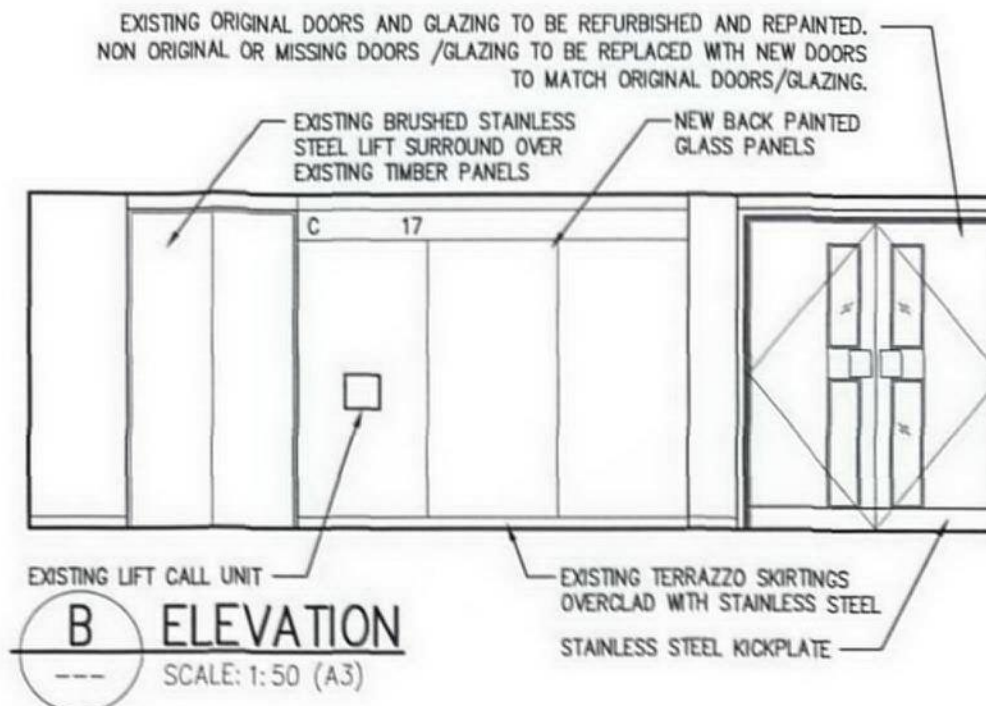 EXISTING ORIGINAL DOORS AND GLAZING TO BE REFURBISHED AND REPAINTED.
NON ORIGINAL OR MISSING DOORS /GLAZING TO BE REPLACED WITH NEW DOORS
TO MATCH ORIGINAL DOORS/GLAZING.
EXISTING BRUSHED STAINLESS
STEEL LIFT SURROUND OVER
EXISTING TIMBER PANELS
NEW BACK PAINTED
GLASS PANELS
C 17
EXISTING LIFT CALL UNIT
EXISTING TERRAZZO SKIRTINGS
OVERCLAD WITH STAINLESS STEEL
STAINLESS STEEL KICKPLATE
B
---
ELEVATION
SCALE: 1:50 (A3)